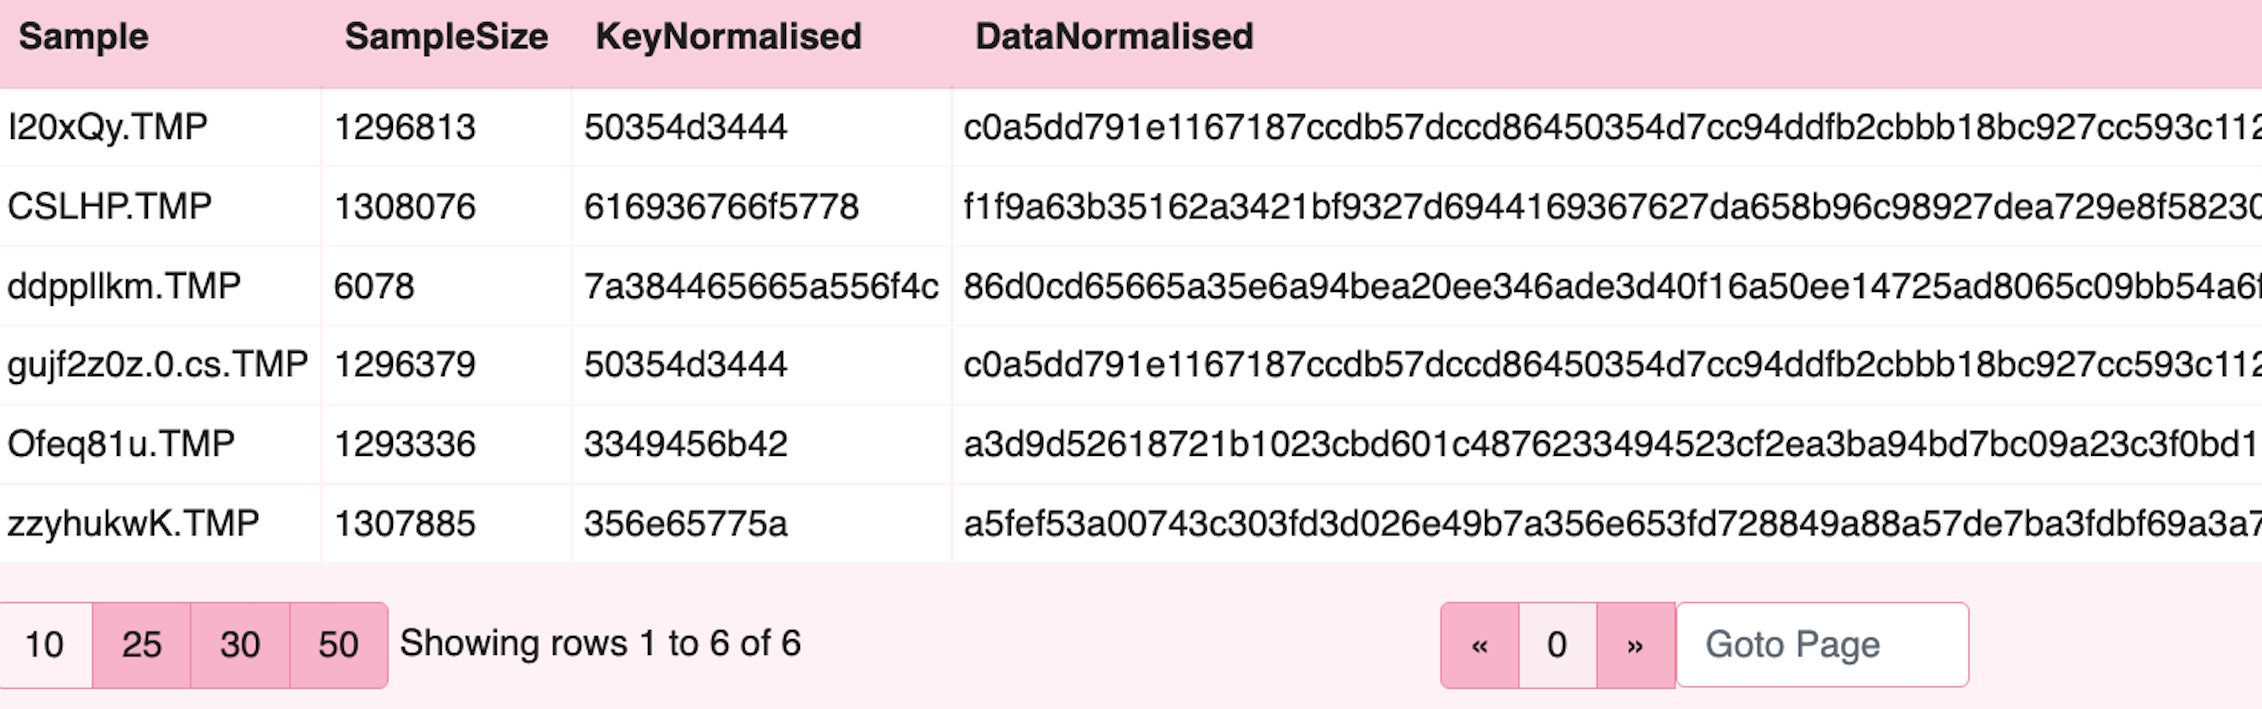 Sample SampleSize KeyNormalised DataNormalised
l20xQy.TMP 1296813 50354d3444 c0a5dd791e1167187ccdb57dccd86450354d7cc94ddfb2cbbb18bc927cc593c112
CSLHP.TMP 1308076 616936766f5778 f1f9a63b35162a3421bf9327d6944169367627da658b96c98927dea729e8f58230
ddppllkm.TMP 6078 7a384465665a556f4c 86d0cd65665a35e6a94bea20ee346ade3d40f16a50ee14725ad8065c09bb54a6f
gujf2z0z.0.cs.TMP 1296379 50354d3444 c0a5dd791e1167187ccdb57dccd86450354d7cc94ddfb2cbbb18bc927cc593c112
Ofeq81u.TMP 1293336 3349456b42 a3d9d52618721b1023cbd601c4876233494523cf2ea3ba94bd7bc09a23c3f0bd1
zzyhukwK.TMP 1307885 356e65775a a5fef53a00743c303fd3d026e49b7a356e653fd728849a88a57de7ba3fdbf69a3a7
10 25 30 50 Showing rows 1 to 6 of 6 « 0 » Goto Page